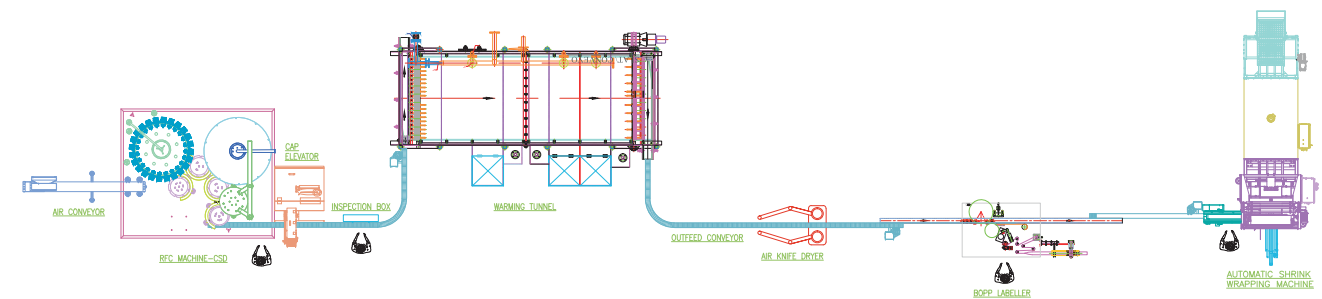 CAP
ELEVATOR
AIR CONVEYOR
INSPECTION BOX
WARMING TUNNEL
RFC MACHINE-CSD
OUTFEED CONVEYOR
AIR KNIFE DRYER
BOPP LABELLER
AUTOMATIC SHRINK
WRAPPING MACHINE